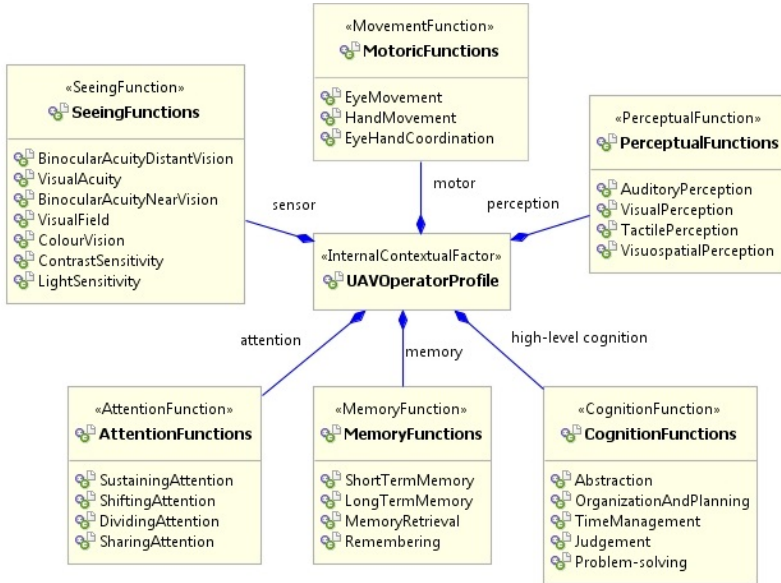 «MovementFunction»
MotoricFunctions
EyeMovement
HandMovement
EyeHandCoordination
«SeeingFunction»
SeeingFunctions
BinocularAcuityDistantVision
VisualAcuity
BinocularAcuityNearVision
VisualField
ColourVision
ContrastSensitivity
LightSensitivity
«PerceptualFunction»
PerceptualFunctions
AuditoryPerception
VisualPerception
TactilePerception
VisuospatialPerception
sensor
motor
perception
«InternalContextualFactor»
UAVOperatorProfile
attention
memory
high-level cognition
«AttentionFunction»
AttentionFunctions
SustainingAttention
ShiftingAttention
DividingAttention
SharingAttention
«MemoryFunction»
MemoryFunctions
ShortTermMemory
LongTermMemory
MemoryRetrieval
Remembering
«CognitionFunction»
CognitionFunctions
Abstraction
OrganizationAndPlanning
TimeManagement
Judgement
Problem-solving